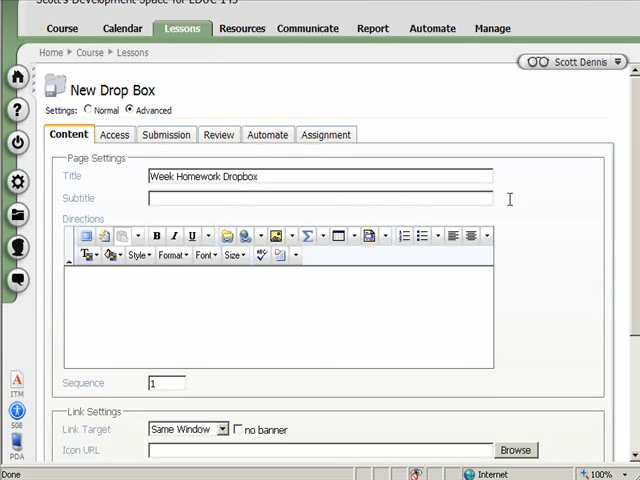 Scott's Development Space for EDUC 145
Course Calendar Lessons Resources Communicate Report Automate Manage
Home > Course > Lessons
Scott Dennis
New Drop Box
Settings: Normal Advanced
Content Access Submission Review Automate Assignment
Page Settings
Title Week Homework Dropbox
Subtitle
Directions
B I U Σ
T Style Format Font Size ABC
Sequence 1
Link Settings
Link Target Same Window no banner
Icon URL Browse
A
ITM
508
PDA
Done Internet 100%